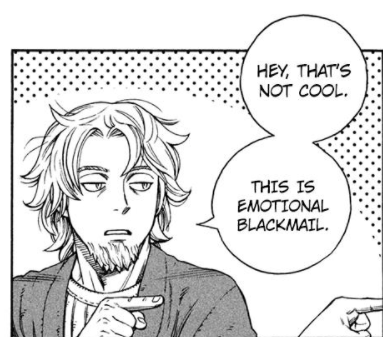 HEY, THAT'S
NOT COOL.
THIS IS
EMOTIONAL
BLACKMAIL.